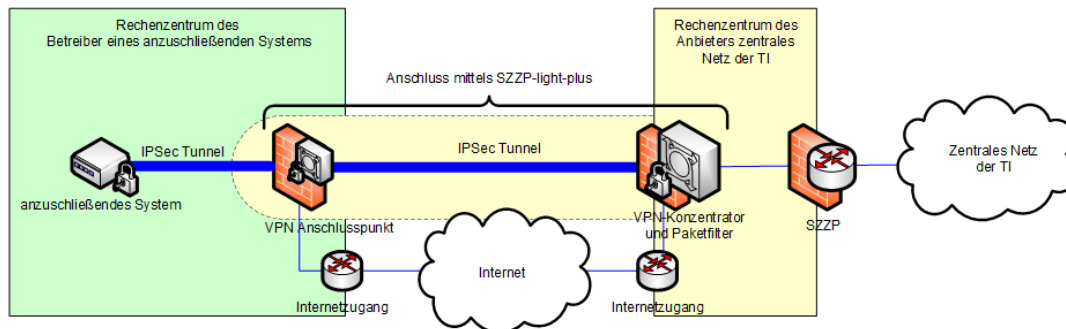 Rechenzentrum des
Betreiber eines anzuschließenden Systems
Rechenzentrum des
Anbieters zentrales
Netz der TI
Anschluss mittels SZZP-light-plus
IPSec Tunnel
IPSec Tunnel
Zentrales Netz
der TI
anzuschließendes System
VPN Anschlusspunkt
VPN-Konzentrator
und Paketfilter
SZZP
Internet
Internetzugang
Internetzugang